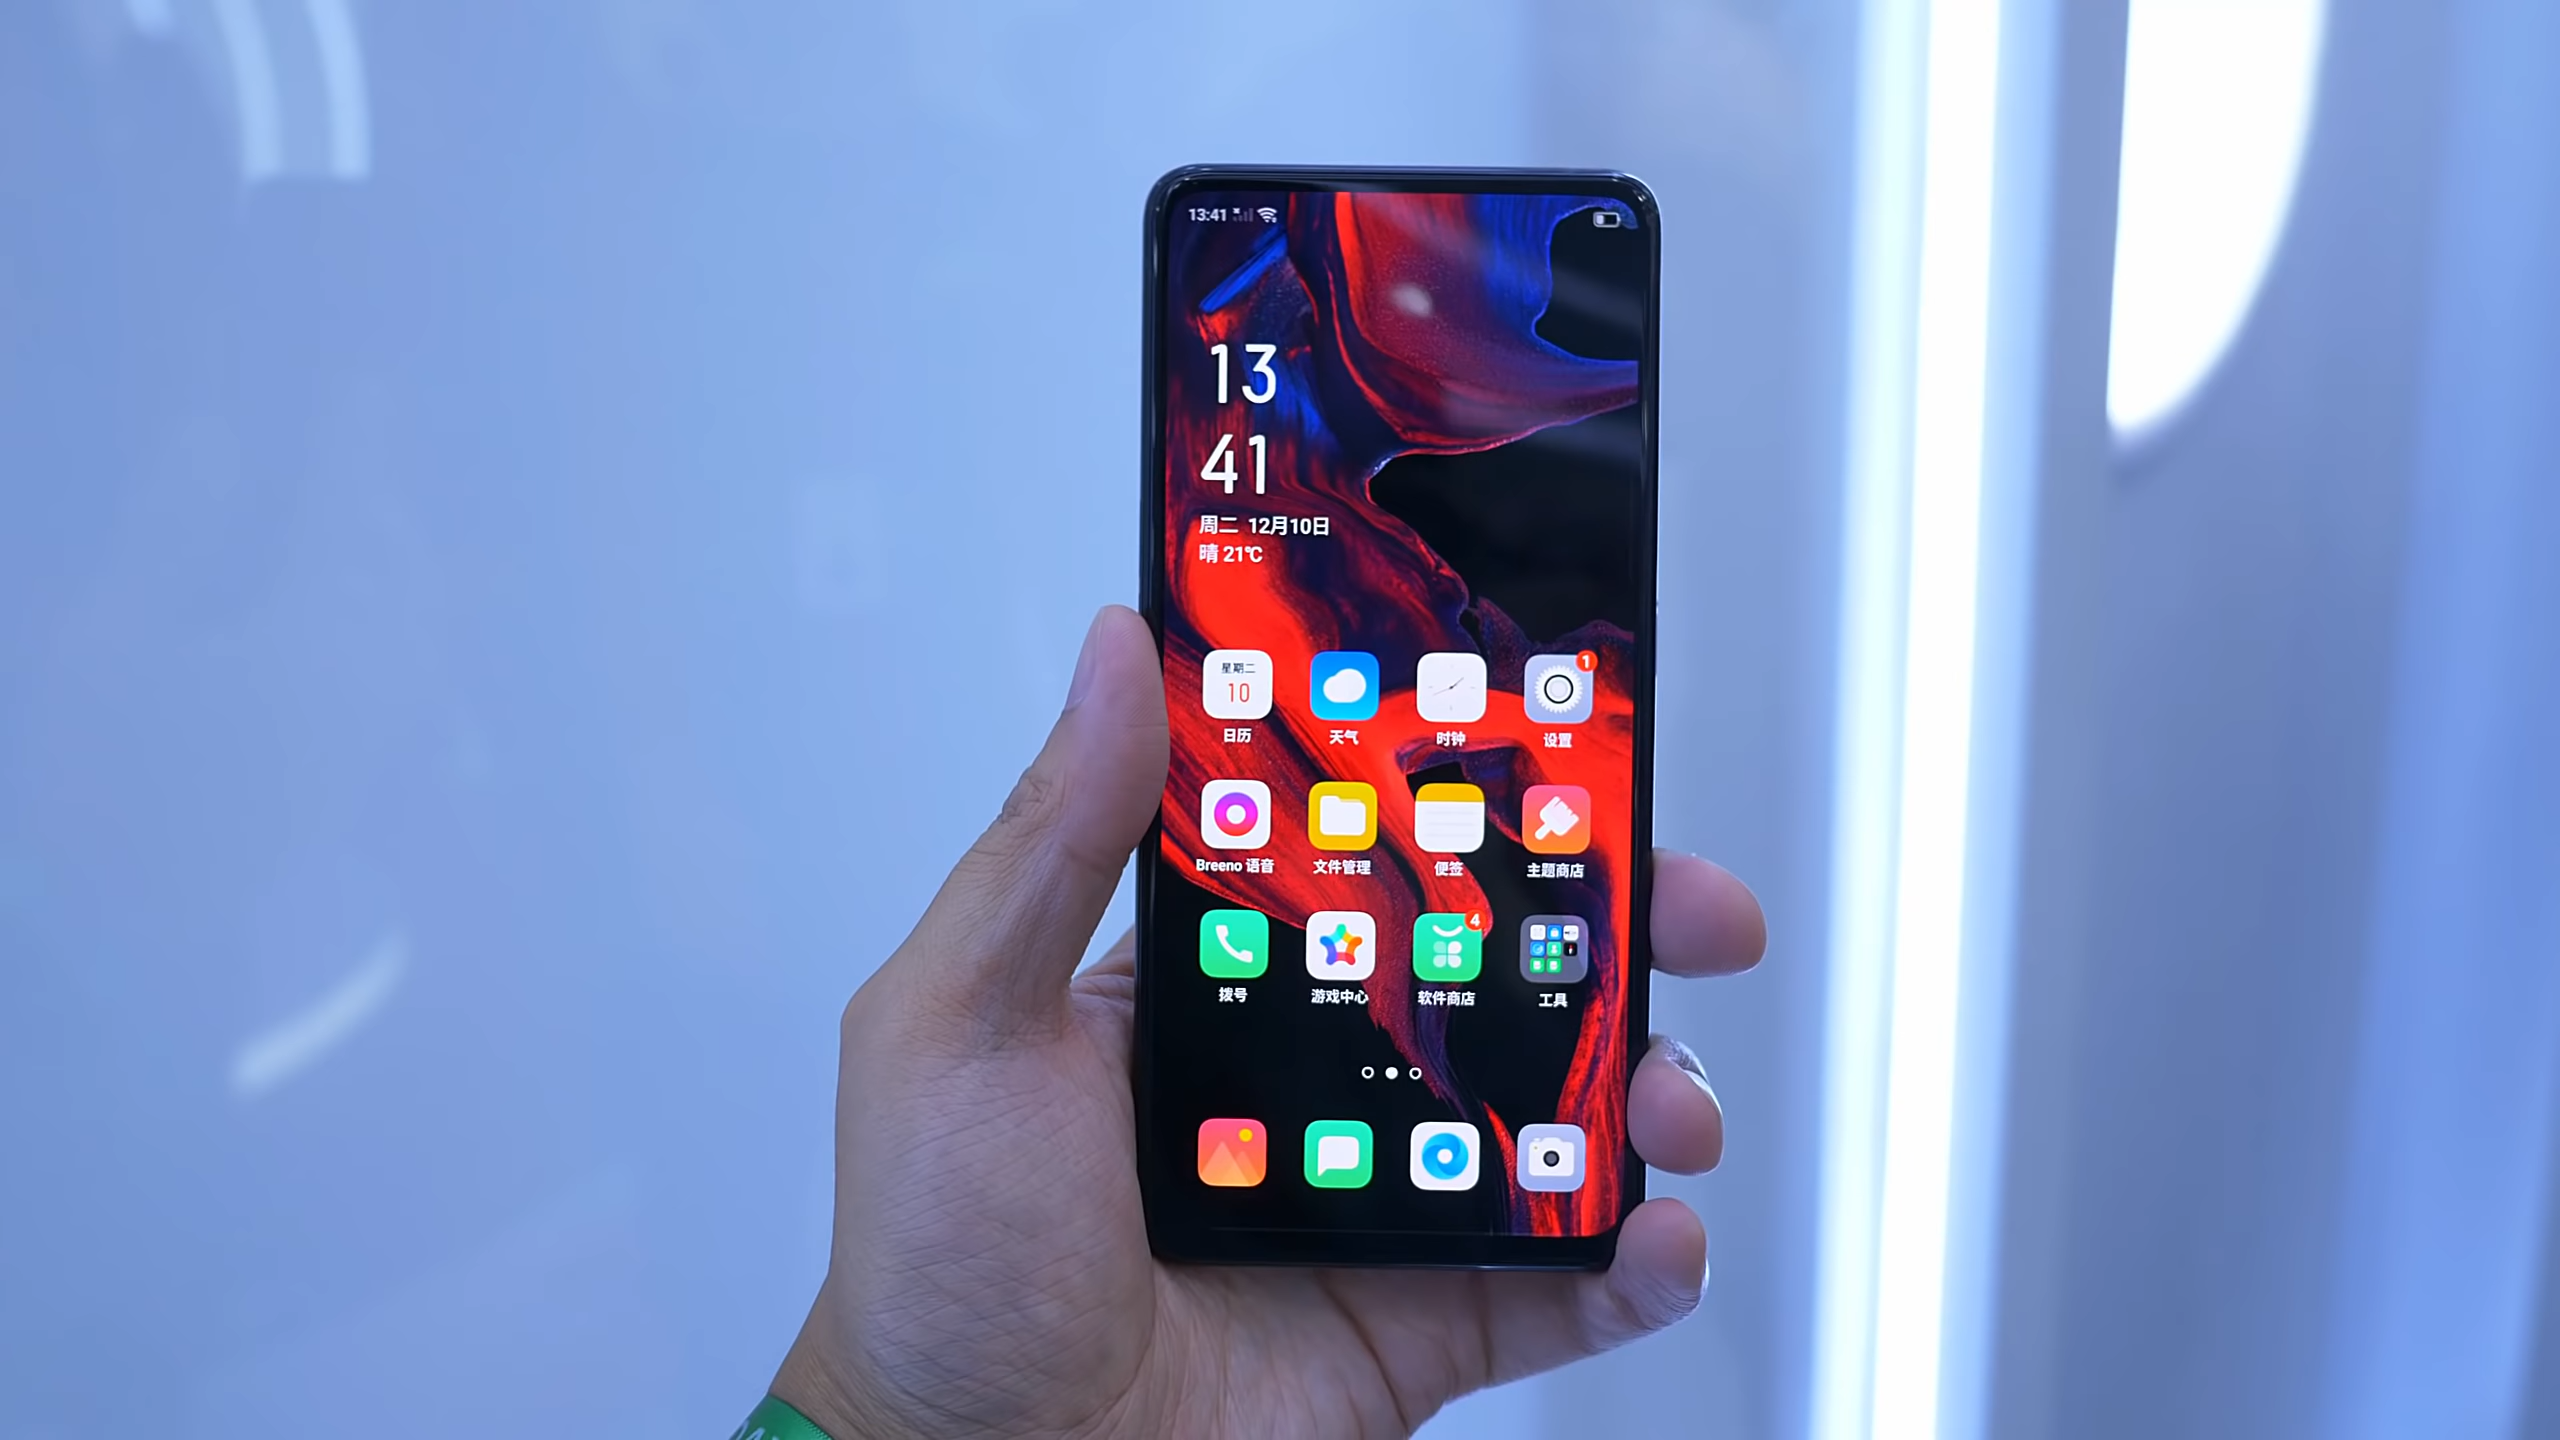 13:41
13
41
周二 12月10日
晴 21℃
星期二
10
1
日历 天气 时钟 设置
Breeno 语音 文件管理 便签 主题商店
4
拨号 游戏中心 软件商店 工具